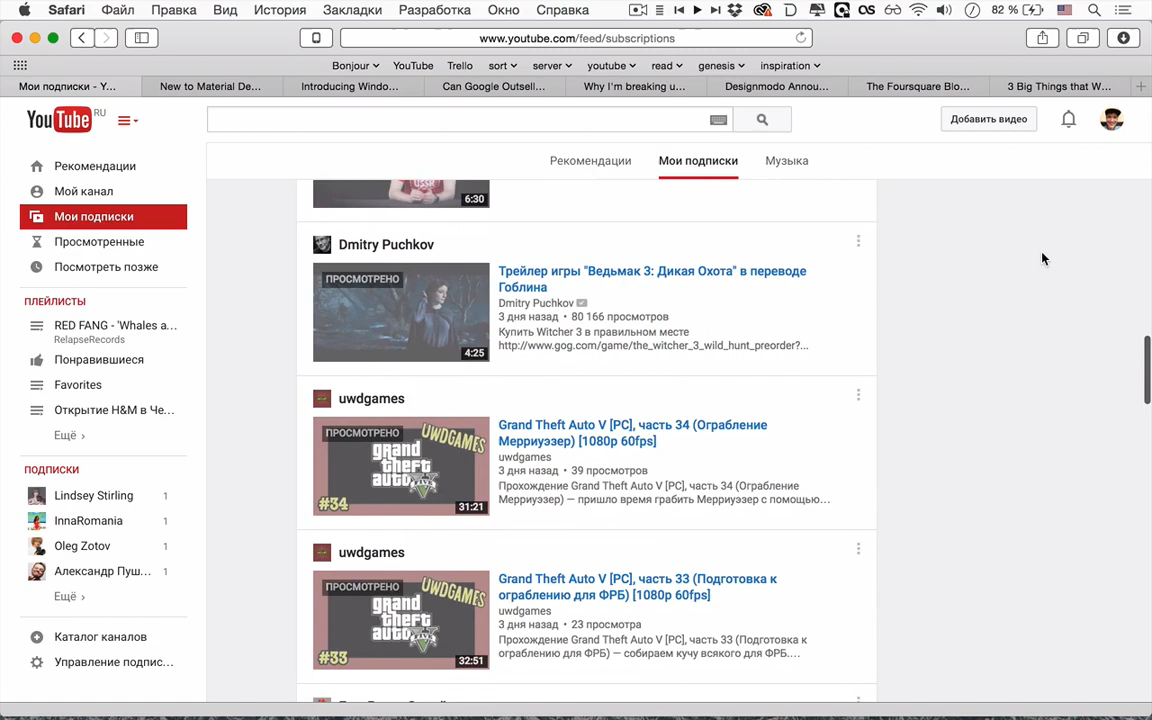 Safari Файл Правка Вид История Закладки Разработка Окно Справка 82 %
www.youtube.com/feed/subscriptions
Bonjour YouTube Trello sort server youtube read genesis inspiration
Мои подписки - Y... New to Material De... Introducing Windo... Can Google Outsell... Why I'm breaking u... Designmodo Annou... The Foursquare Blo... 3 Big Things that W...
YouTube RU Добавить видео
Рекомендации Мои подписки Музыка
Рекомендации
Мой канал
Мои подписки
Просмотренные
Посмотреть позже
ПЛЕЙЛИСТЫ
RED FANG - 'Whales a...
RelapseRecords
Понравившиеся
Favorites
Открытие H&M в Че...
Ещё ›
ПОДПИСКИ
Lindsey Stirling 1
InnaRomania 1
Oleg Zotov 1
Александр Пуш... 1
Ещё ›
Каталог каналов
Управление подпис...
6:30
Dmitry Puchkov
ПРОСМОТРЕНО
4:25
Трейлер игры "Ведьмак 3: Дикая Охота" в переводе
Гоблина
Dmitry Puchkov
3 дня назад • 80 166 просмотров
Купить Witcher 3 в правильном месте
http://www.gog.com/game/the_witcher_3_wild_hunt_preorder?...
uwdgames
ПРОСМОТРЕНО
UWDGAMES
grand
theft
auto V
#34
31:21
Grand Theft Auto V [PC], часть 34 (Ограбление
Мерриуэзер) [1080p 60fps]
uwdgames
3 дня назад • 39 просмотров
Прохождение Grand Theft Auto V [PC], часть 34 (Ограбление
Мерриуэзер) — пришло время грабить Мерриуэзер с помощью...
uwdgames
ПРОСМОТРЕНО
UWDGAMES
grand
theft
auto V
#33
32:51
Grand Theft Auto V [PC], часть 33 (Подготовка к
ограблению для ФРБ) [1080p 60fps]
uwdgames
3 дня назад • 23 просмотра
Прохождение Grand Theft Auto V [PC], часть 33 (Подготовка к
ограблению для ФРБ) — собираем кучу всякого для ФРБ....